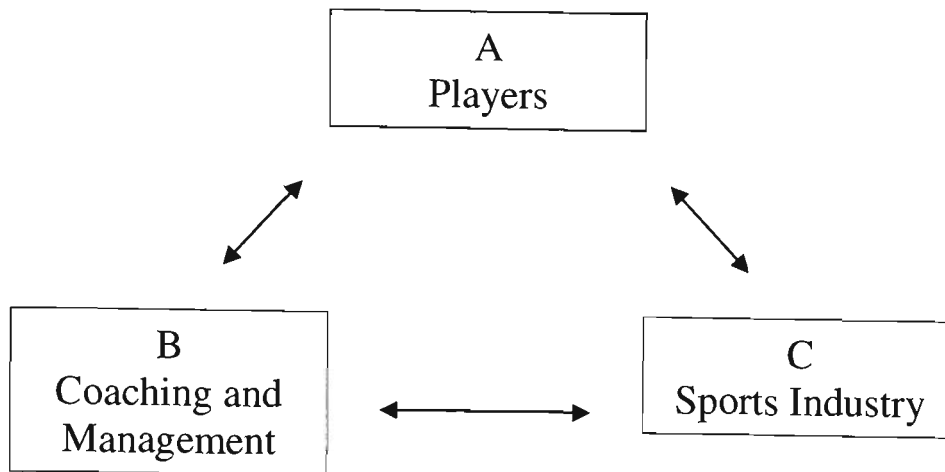 A
Players
B
Coaching and
Management
C
Sports Industry